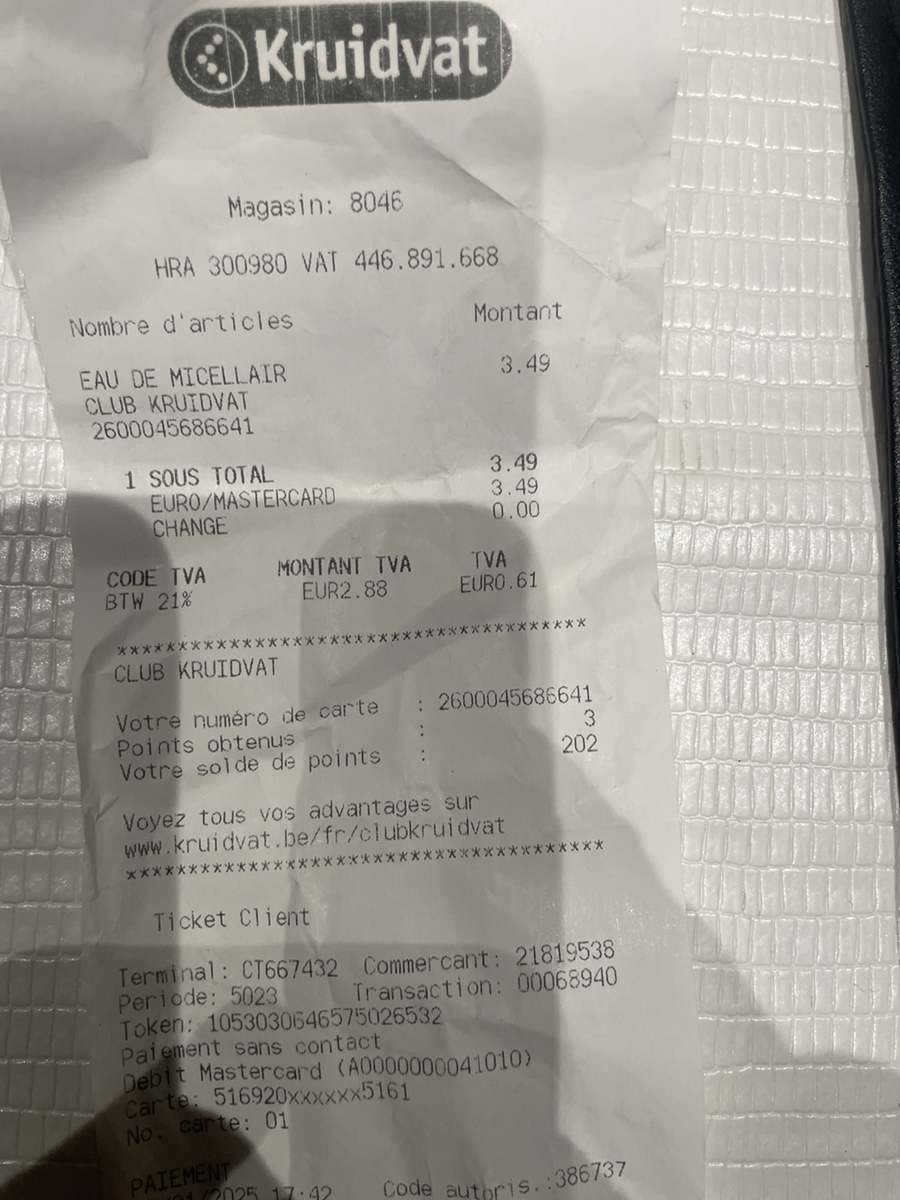 Kruidvat
Magasin: 8046
HRA 300980 VAT 446.891.668
Nombre d'articles Montant
EAU DE MICELLAIR 3.49
CLUB KRUIDVAT
2600045686641
1 SOUS TOTAL 3.49
EURO/MASTERCARD 3.49
CHANGE 0.00
CODE TVA MONTANT TVA TVA
BTW 21% EUR2.88 EUR0.61
****************************************
CLUB KRUIDVAT
Votre numéro de carte : 2600045686641
Points obtenus : 3
Votre solde de points : 202
Voyez tous vos advantages sur
www.kruidvat.be/fr/clubkruidvat
****************************************
Ticket Client
Terminal: CT667432 Commercant: 21819538
Periode: 5023 Transaction: 00068940
Token: 1053030646575026532
Paiement sans contact
Debit Mastercard (A0000000041010)
Carte: 516920xxxxxx5161
No. carte: 01
PAIEMENT
/2025 17:42 Code autoris.:386737